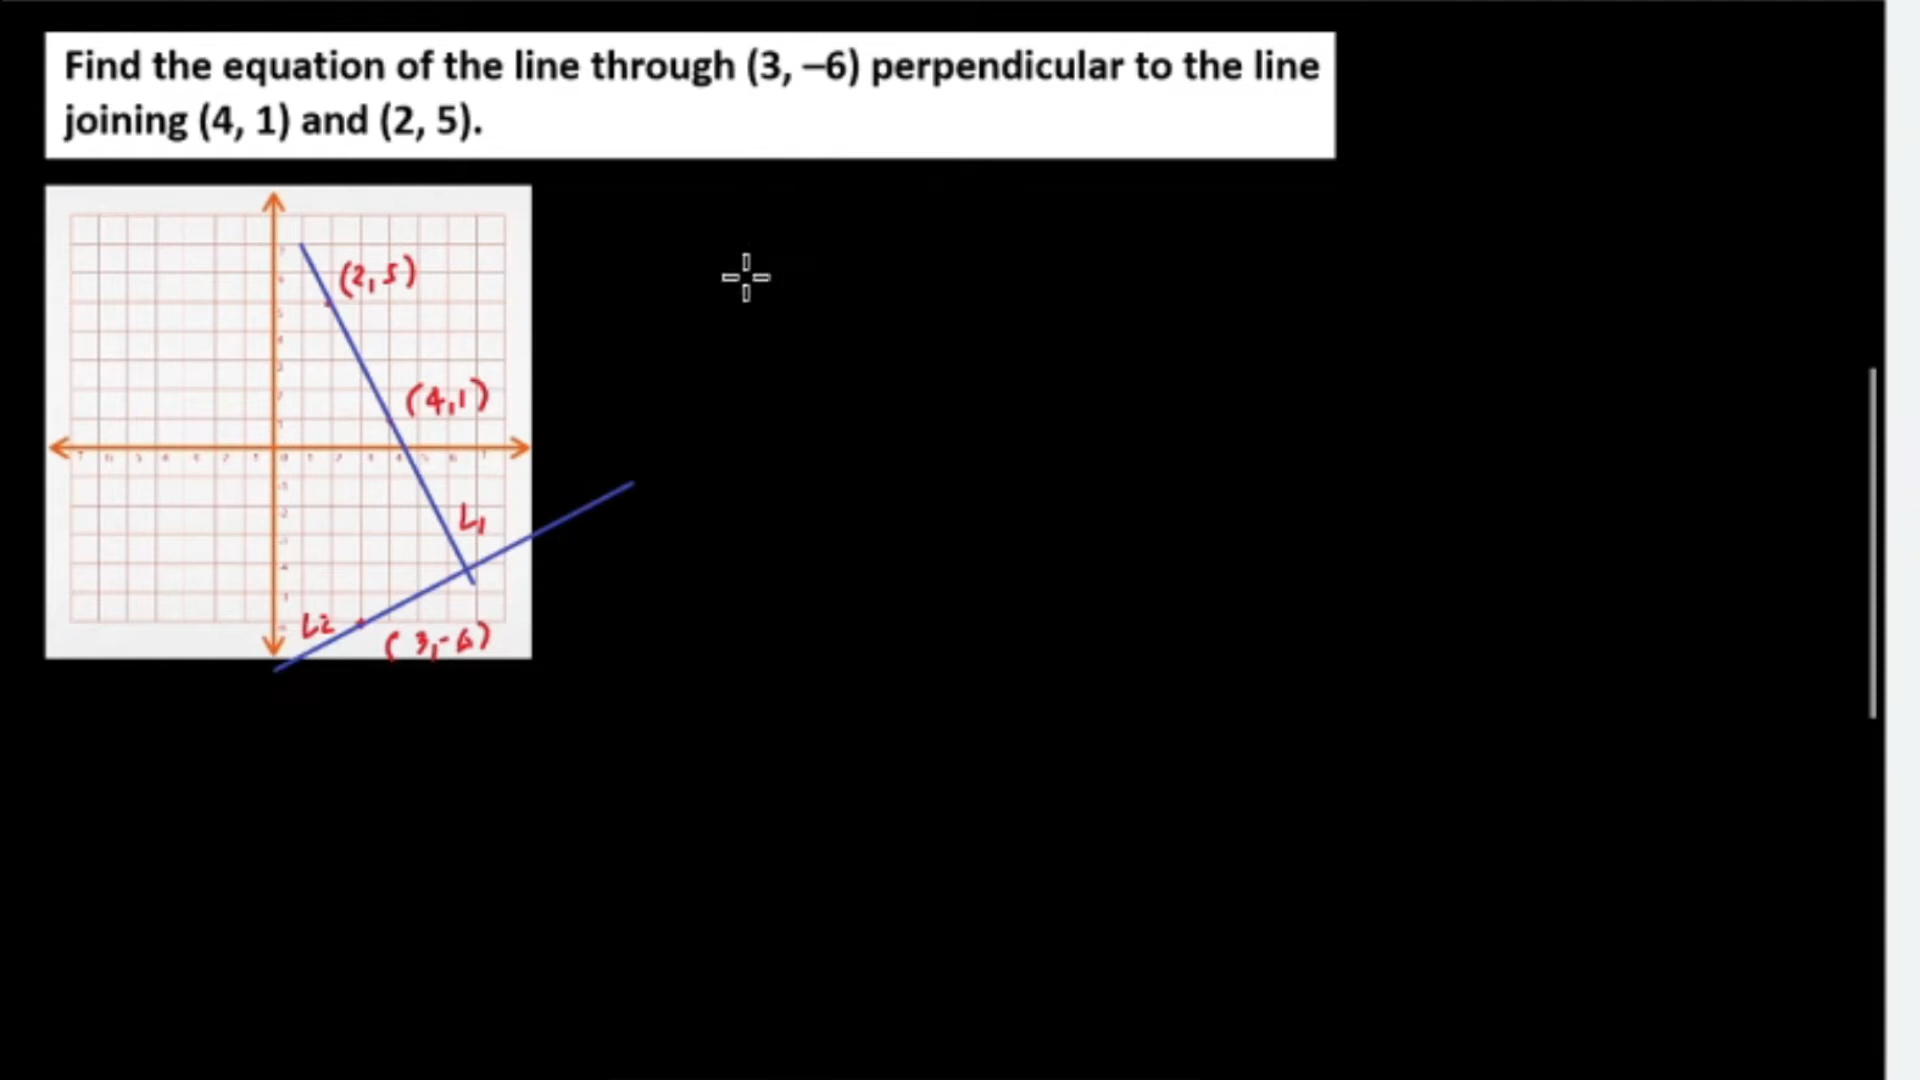 Find the equation of the line through (3, –6) perpendicular to the line
joining (4, 1) and (2, 5).
(2,5)
(4,1)
L1
L2
(3,-6)